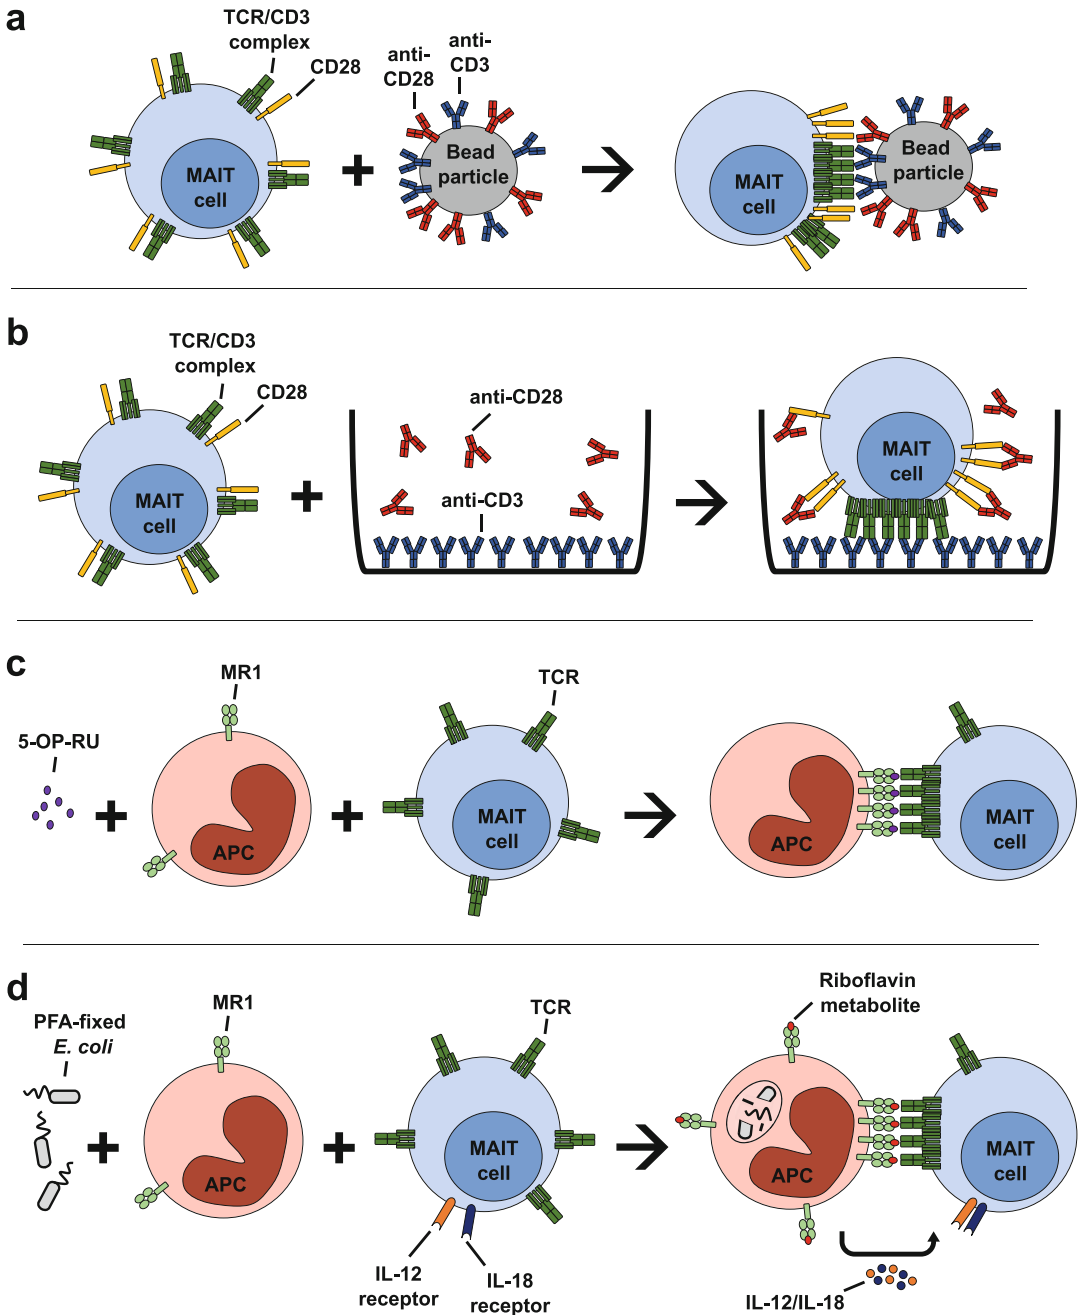 a
TCR/CD3
complex
CD28
anti-
CD28
anti-
CD3
MAIT
cell
Bead
particle
MAIT
cell
Bead
particle
b
TCR/CD3
complex
CD28
anti-CD28
anti-CD3
MAIT
cell
MAIT
cell
c
MR1
TCR
5-OP-RU
APC
MAIT
cell
APC
MAIT
cell
d
PFA-fixed
E. coli
MR1
TCR
Riboflavin
metabolite
APC
MAIT
cell
APC
MAIT
cell
IL-12
receptor
IL-18
receptor
IL-12/IL-18